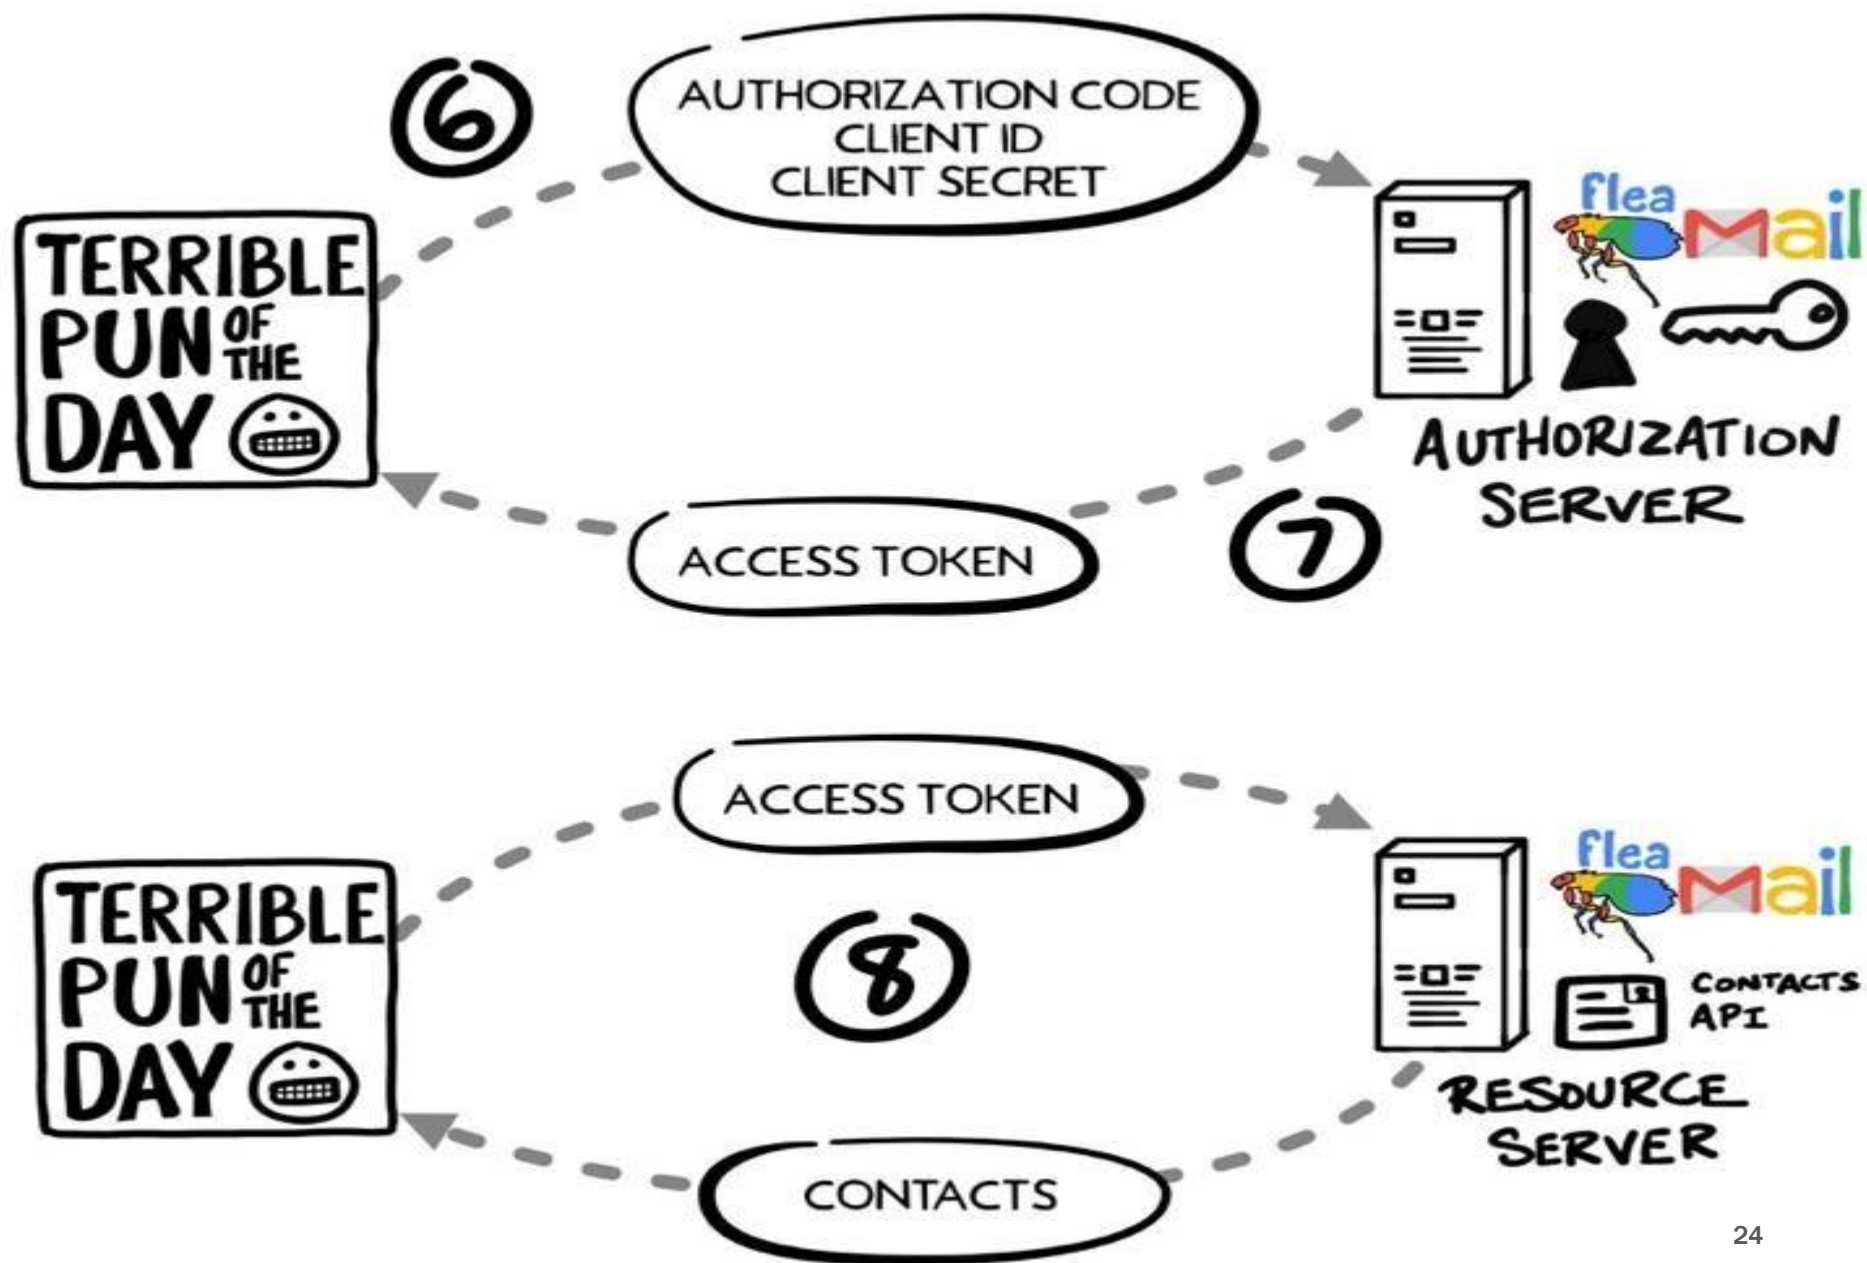 6
AUTHORIZATION CODE
CLIENT ID
CLIENT SECRET
flea
Mail
TERRIBLE
PUN OF THE
DAY
AUTHORIZATION
SERVER
ACCESS TOKEN
7
ACCESS TOKEN
flea
Mail
TERRIBLE
PUN OF THE
DAY
8
CONTACTS
API
RESOURCE
SERVER
CONTACTS
24